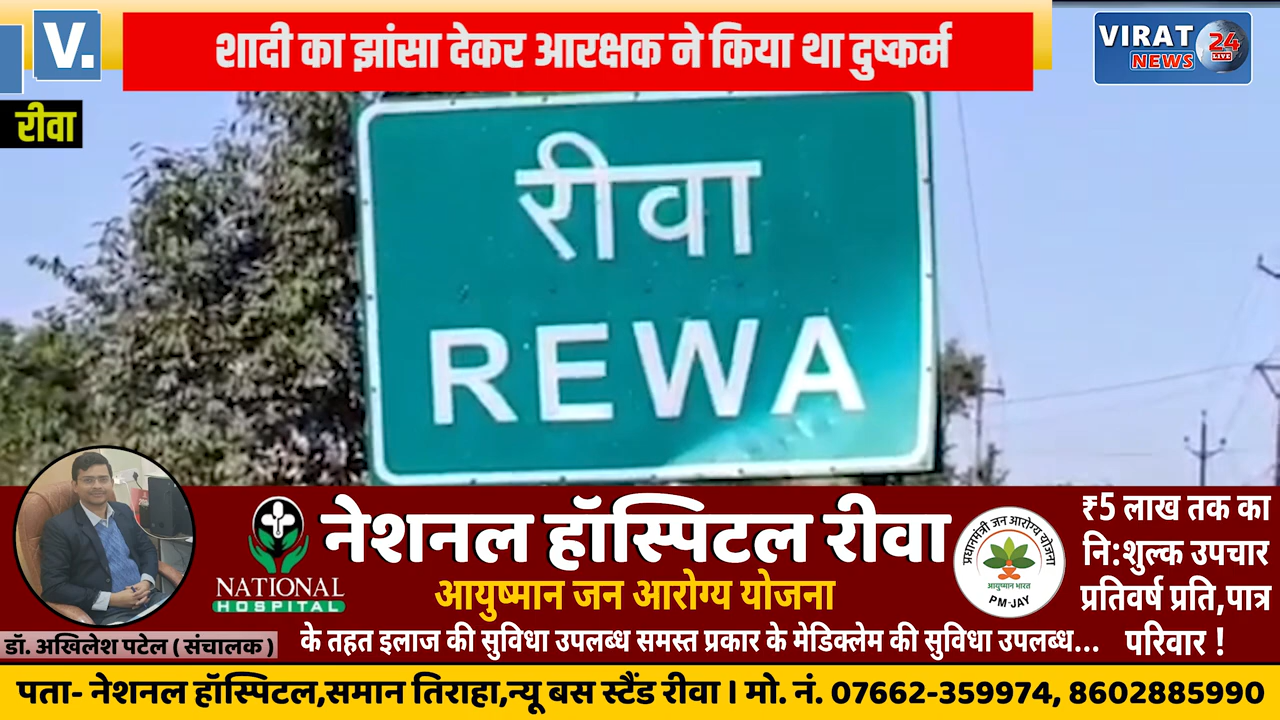 V.
शादी का झांसा देकर आरक्षक ने किया था दुष्कर्म
VIRAT
NEWS
24
LIVE
रीवा
रीवा
REWA
नेशनल हॉस्पिटल रीवा
NATIONAL
HOSPITAL
आयुष्मान जन आरोग्य योजना
प्रधानमंत्री जन आरोग्य योजना
आयुष्मान भारत
PM-JAY
₹5 लाख तक का
नि:शुल्क उपचार
प्रतिवर्ष प्रति,पात्र
परिवार !
डॉ. अखिलेश पटेल ( संचालक )
के तहत इलाज की सुविधा उपलब्ध समस्त प्रकार के मेडिक्लेम की सुविधा उपलब्ध...
पता- नेशनल हॉस्पिटल,समान तिराहा,न्यू बस स्टैंड रीवा । मो. नं. 07662-359974, 8602885990